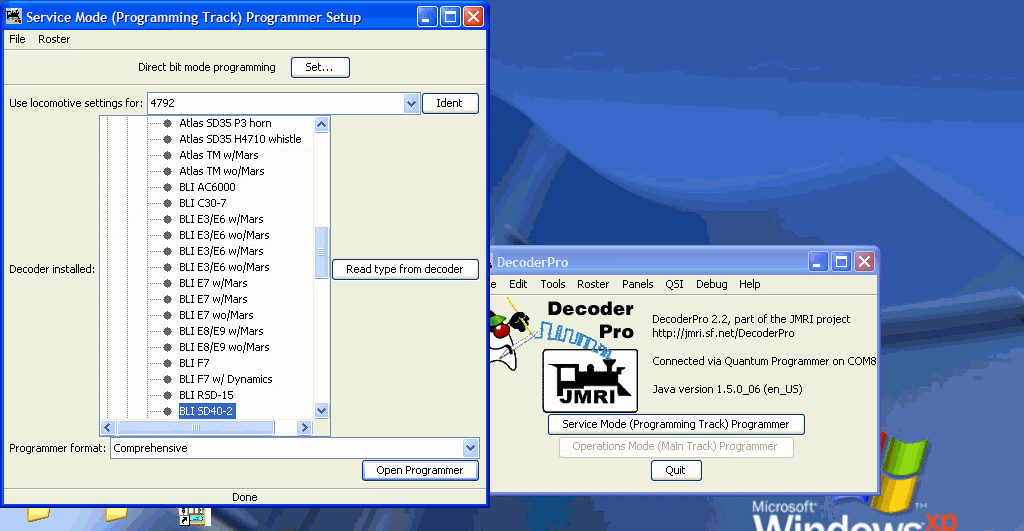 Service Mode (Programming Track) Programmer Setup
File Roster
Direct bit mode programming Set...
Use locomotive settings for: 4792 Ident
Atlas SD35 P3 horn
Atlas SD35 H4710 whistle
Atlas TM w/Mars
Atlas TM wo/Mars
BLI AC6000
BLI C30-7
BLI E3/E6 w/Mars
BLI E3/E6 wo/Mars
BLI E3/E6 w/Mars
BLI E3/E6 wo/Mars
BLI E7 w/Mars
BLI E7 w/Mars
BLI E7 wo/Mars
BLI E8/E9 w/Mars
BLI E8/E9 wo/Mars
BLI F7
BLI F7 w/ Dynamics
BLI RSD-15
BLI SD40-2
Decoder installed:
Read type from decoder
Programmer format: Comprehensive
Open Programmer
Done
DecoderPro
e Edit Tools Roster Panels QSI Debug Help
Decoder
Pro
JMRI
DecoderPro 2.2, part of the JMRI project
http://jmri.sf.net/DecoderPro
Connected via Quantum Programmer on COM8
Java version 1.5.0_06 (en_US)
Service Mode (Programming Track) Programmer
Operations Mode (Main Track) Programmer
Quit
Microsoft
Windows xp